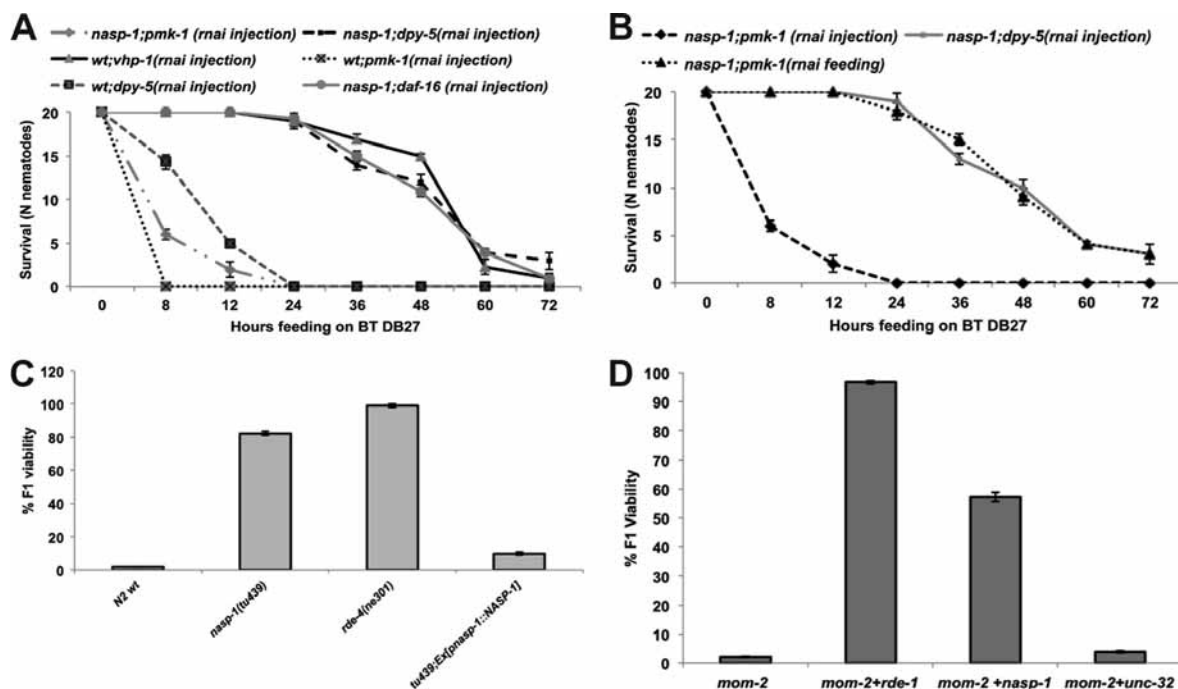 A
nasp-1;pmk-1 (rnai injection)
nasp-1;dpy-5(rnai injection)
wt;vhp-1(rnai injection)
wt;pmk-1(rnai injection)
wt;dpy-5(rnai injection)
nasp-1;daf-16 (rnai injection)
Survival (N nematodes)
20
15
10
5
0
0 8 12 24 36 48 60 72
Hours feeding on BT DB27
B
nasp-1;pmk-1 (rnai injection)
nasp-1;dpy-5(rnai injection)
nasp-1;pmk-1(rnai feeding)
Survival (N nematodes)
20
15
10
5
0
0 8 12 24 36 48 60 72
Hours feeding on BT DB27
C
% F1 viability
120
100
80
60
40
20
0
N2 wt
nasp-1(tu439)
rde-4(ne301)
tu439;Ex[pnasp-1::NASP-1]
D
% F1 Viability
100
90
80
70
60
50
40
30
20
10
0
mom-2
mom-2+rde-1
mom-2 +nasp-1
mom-2+unc-32